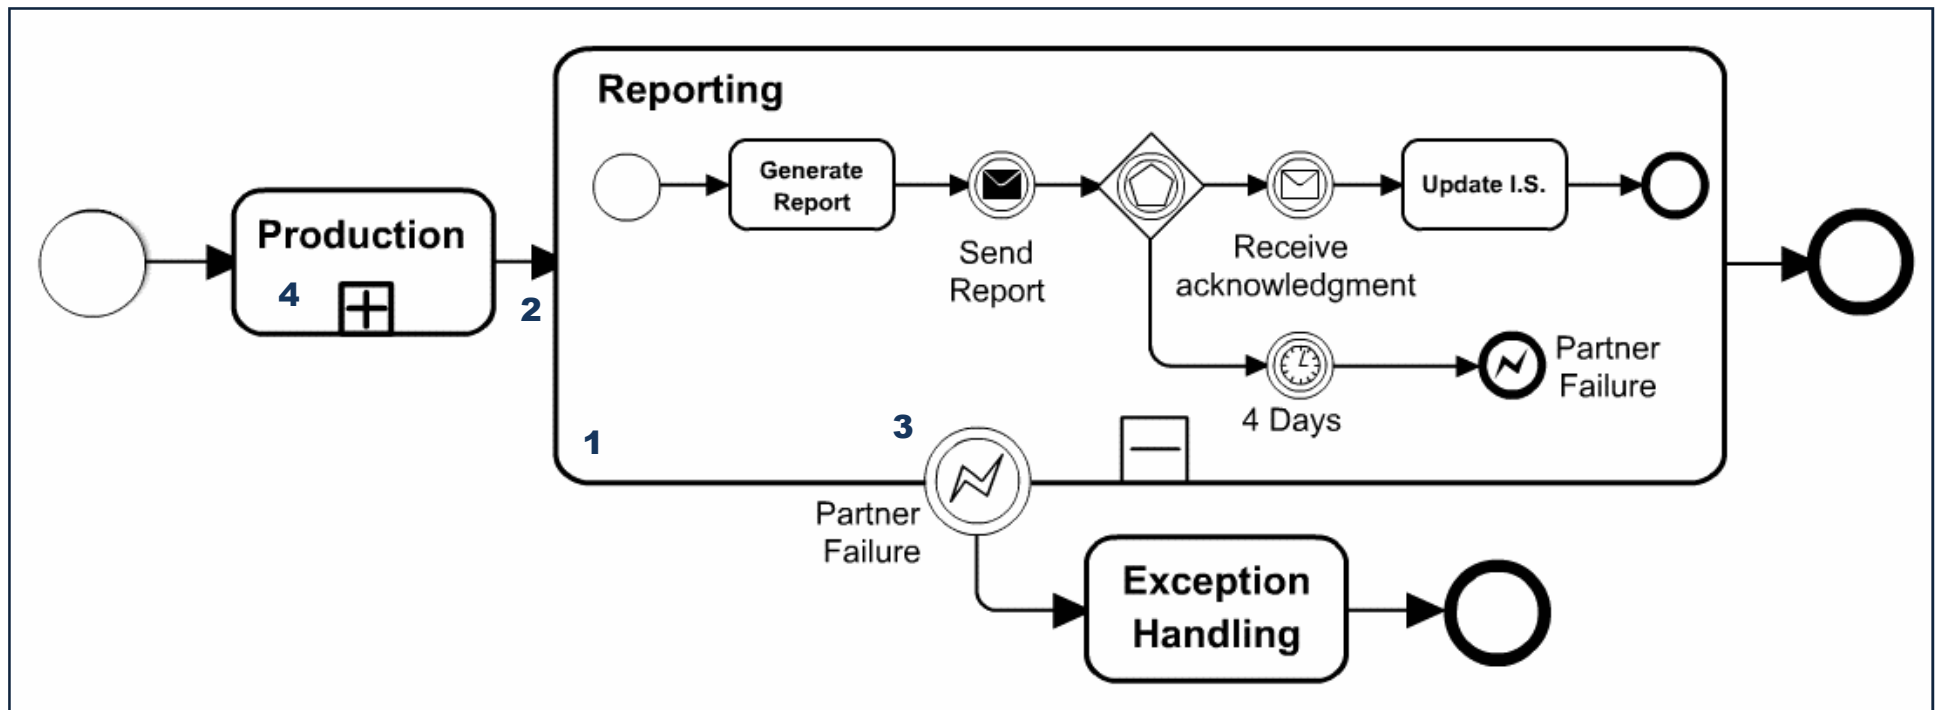 Reporting
Generate
Report
Update I.S.
Production
4
2
Send
Report
Receive
acknowledgment
Partner
Failure
4 Days
3
1
Partner
Failure
Exception
Handling